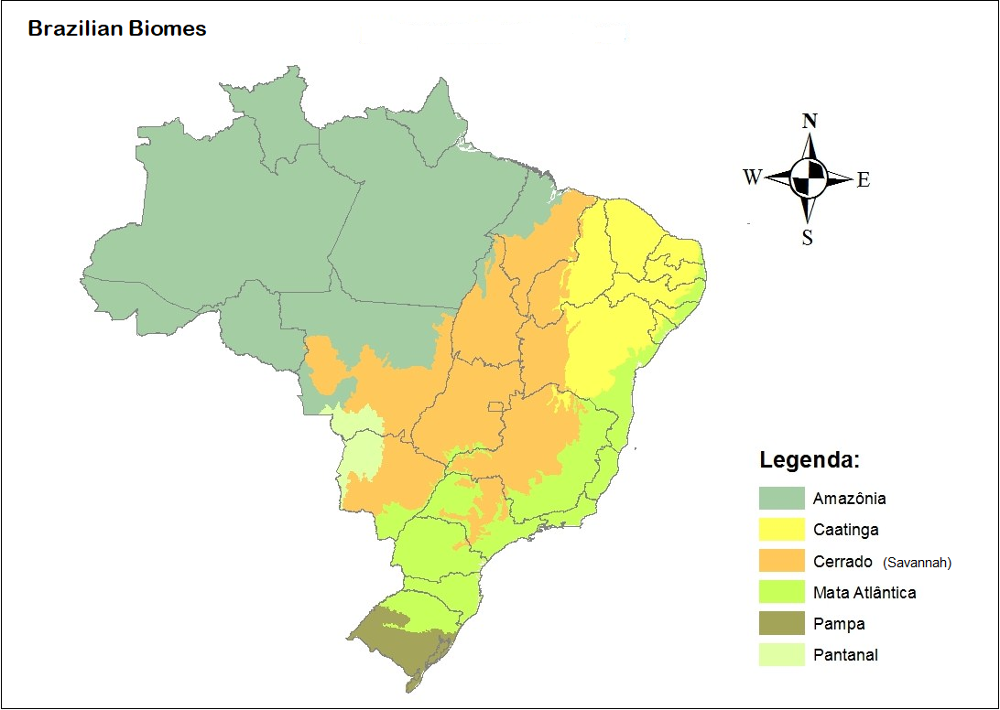 Brazilian Biomes
N
W
E
S
Legenda:
Amazônia
Caatinga
Cerrado (Savannah)
Mata Atlântica
Pampa
Pantanal